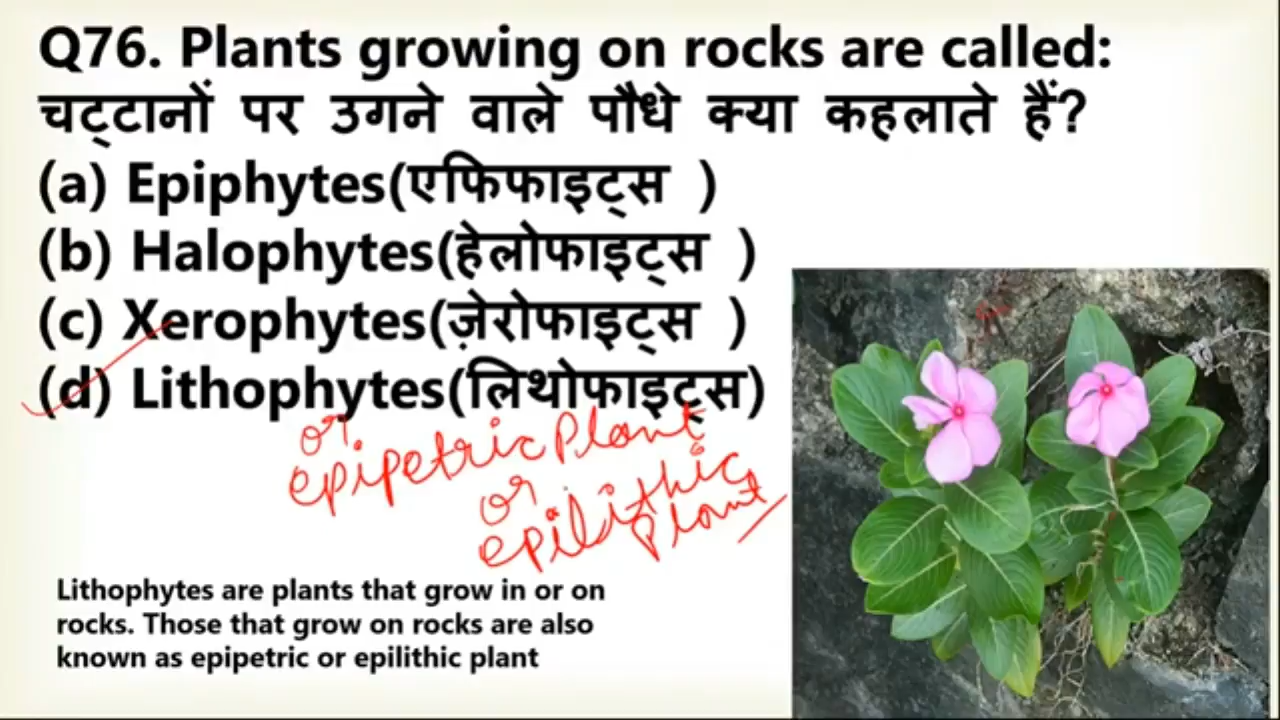 Q76. Plants growing on rocks are called:
चट्टानों पर उगने वाले पौधे क्या कहलाते हैं?
(a) Epiphytes(एफिफाइट्स )
(b) Halophytes(हेलोफाइट्स )
(c) Xerophytes(ज़ेरोफाइट्स )
(d) Lithophytes(लिथोफाइट्स)
or
epipetric Plant
or
epilithic
Plant
Lithophytes are plants that grow in or on
rocks. Those that grow on rocks are also
known as epipetric or epilithic plant